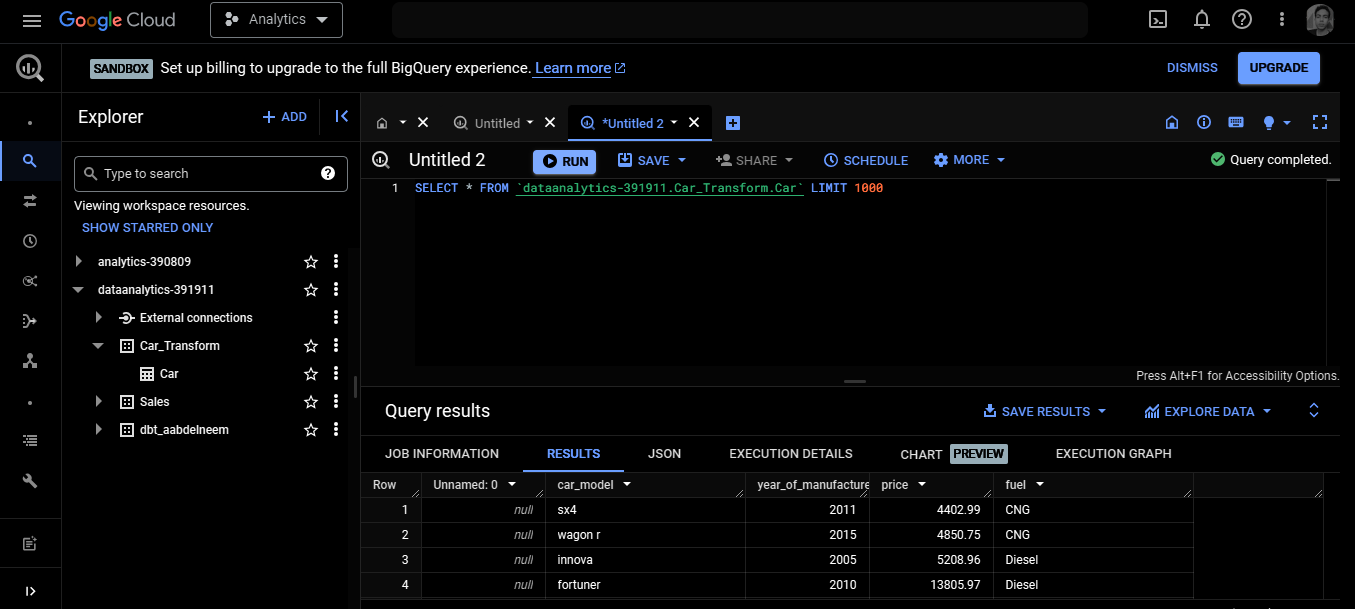 Google Cloud
Analytics
SANDBOX Set up billing to upgrade to the full BigQuery experience. Learn more
DISMISS
UPGRADE
Explorer
+ ADD
Type to search
Viewing workspace resources.
SHOW STARRED ONLY
analytics-390809
dataanalytics-391911
External connections
Car_Transform
Car
Sales
dbt_aabdelneem
Untitled
*Untitled 2
Untitled 2
RUN
SAVE
SHARE
SCHEDULE
MORE
Query completed.
1 SELECT * FROM `dataanalytics-391911.Car_Transform.Car` LIMIT 1000
Press Alt+F1 for Accessibility Options.
Query results
SAVE RESULTS
EXPLORE DATA
JOB INFORMATION RESULTS JSON EXECUTION DETAILS CHART PREVIEW EXECUTION GRAPH
Row Unnamed: 0 car_model year_of_manufacture price fuel
1 null sx4 2011 4402.99 CNG
2 null wagon r 2015 4850.75 CNG
3 null innova 2005 5208.96 Diesel
4 null fortuner 2010 13805.97 Diesel